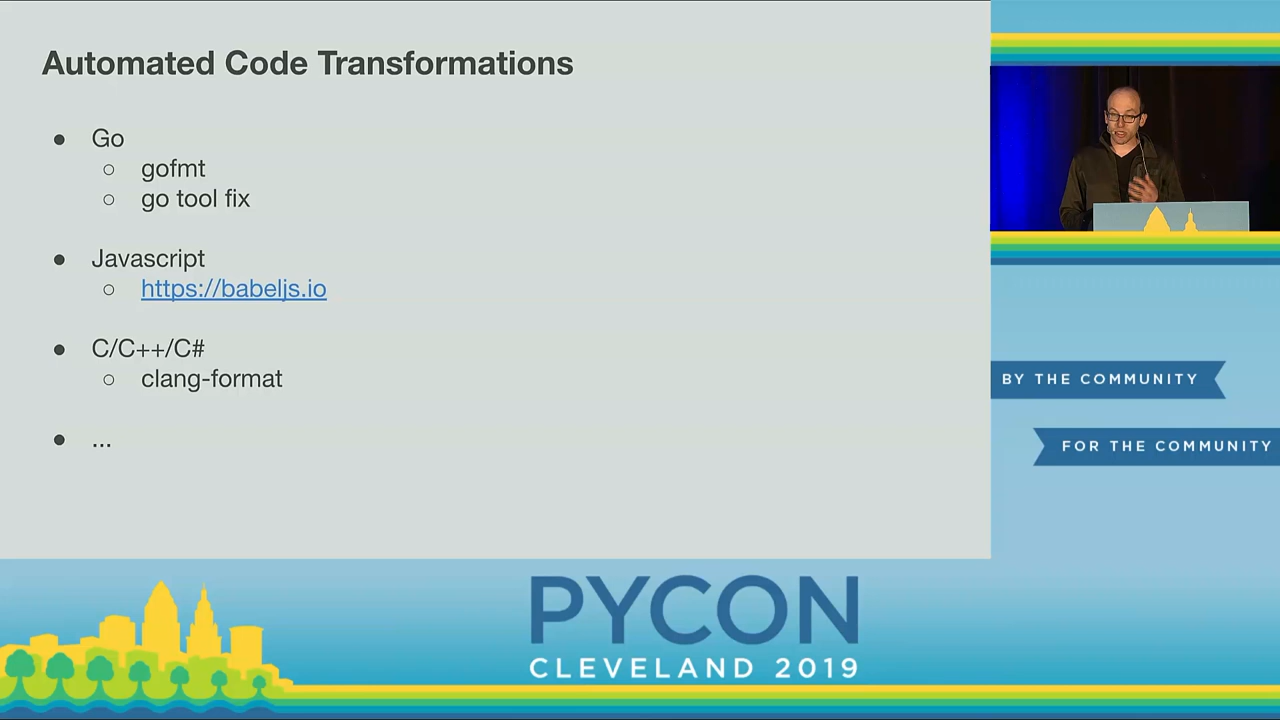 Automated Code Transformations
● Go
○ gofmt
○ go tool fix
● Javascript
○ https://babeljs.io
● C/C++/C#
○ clang-format
● ...
BY THE COMMUNITY
FOR THE COMMUNITY
PYCON
CLEVELAND 2019